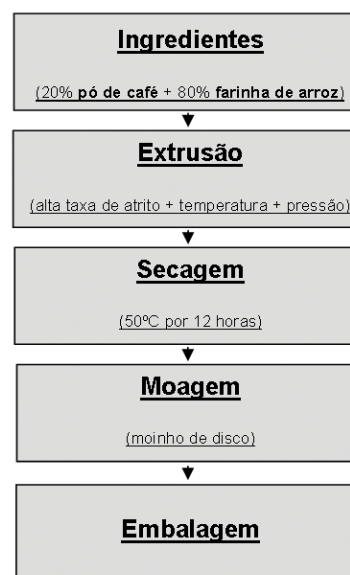 Ingredientes
(20% pó de café + 80% farinha de arroz)
Extrusão
(alta taxa de atrito + temperatura + pressão)
Secagem
(50ºC por 12 horas)
Moagem
(moinho de disco)
Embalagem